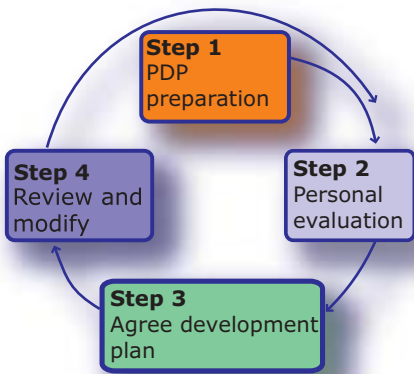 Step 1
PDP
preparation
Step 2
Personal
evaluation
Step 3
Agree development
plan
Step 4
Review and
modify